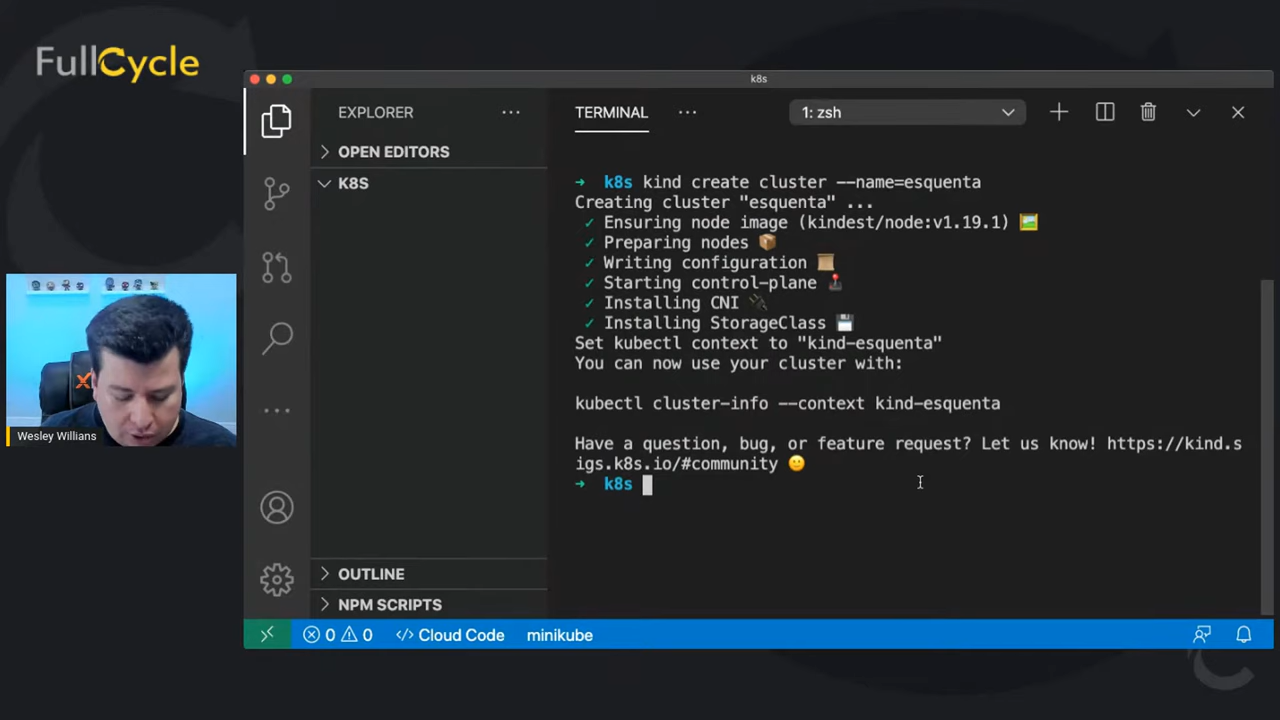 FullCycle
k8s
EXPLORER
OPEN EDITORS
K8S
OUTLINE
NPM SCRIPTS
TERMINAL
1: zsh
➜ k8s kind create cluster --name=esquenta
Creating cluster "esquenta" ...
✓ Ensuring node image (kindest/node:v1.19.1) 🖼
✓ Preparing nodes 📦
✓ Writing configuration 📜
✓ Starting control-plane 🕹️
✓ Installing CNI 🔌
✓ Installing StorageClass 💾
Set kubectl context to "kind-esquenta"
You can now use your cluster with:
kubectl cluster-info --context kind-esquenta
Have a question, bug, or feature request? Let us know! https://kind.s
igs.k8s.io/#community 🙂
➜ k8s
Wesley Willians
0 0 Cloud Code minikube